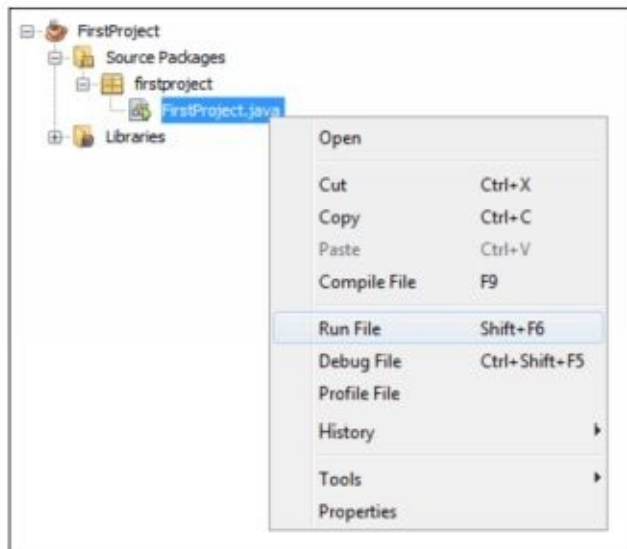 FirstProject
Source Packages
firstproject
FirstProject.java
Libraries
Open
Cut Ctrl+X
Copy Ctrl+C
Paste Ctrl+V
Compile File F9
Run File Shift+F6
Debug File Ctrl+Shift+F5
Profile File
History
Tools
Properties